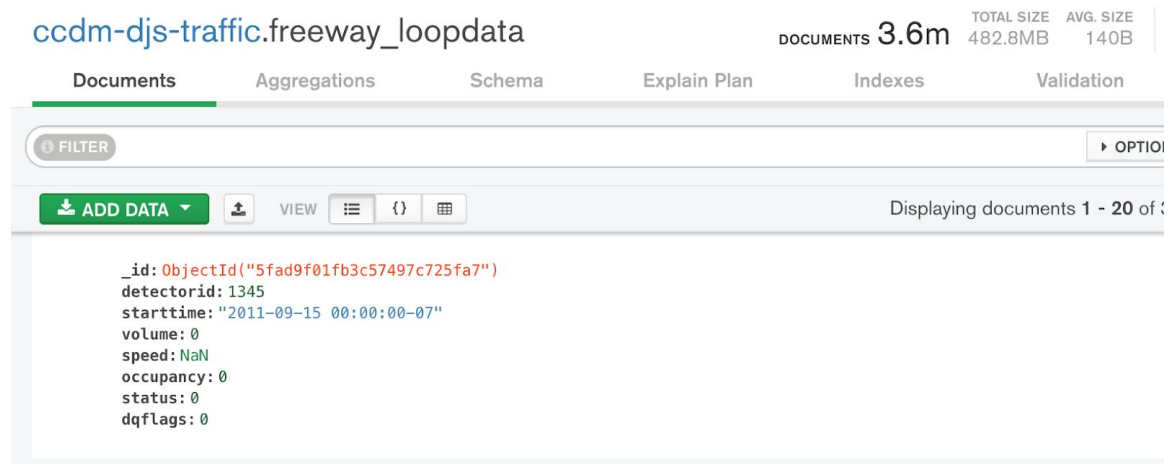 ccdm-djs-traffic.freeway_loopdata
DOCUMENTS 3.6m
TOTAL SIZE 482.8MB
AVG. SIZE 140B
Documents Aggregations Schema Explain Plan Indexes Validation
FILTER
OPTIO
ADD DATA VIEW {} Displaying documents 1 - 20 of
_id: ObjectId("5fad9f01fb3c57497c725fa7")
detectorid: 1345
starttime: "2011-09-15 00:00:00-07"
volume: 0
speed: NaN
occupancy: 0
status: 0
dqflags: 0